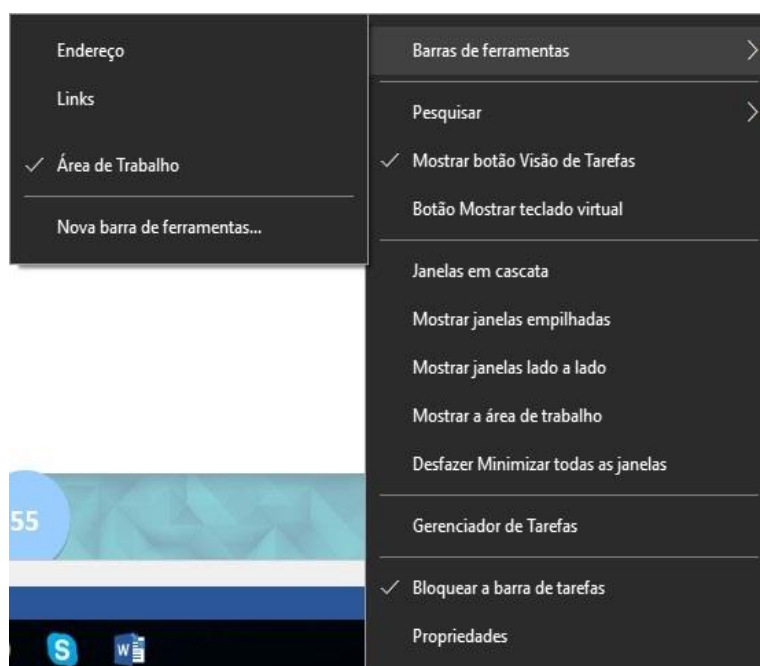 Endereço
Links
Área de Trabalho
Nova barra de ferramentas...
Barras de ferramentas
Pesquisar
Mostrar botão Visão de Tarefas
Botão Mostrar teclado virtual
Janelas em cascata
Mostrar janelas empilhadas
Mostrar janelas lado a lado
Mostrar a área de trabalho
Desfazer Minimizar todas as janelas
Gerenciador de Tarefas
Bloquear a barra de tarefas
Propriedades
55
S
W